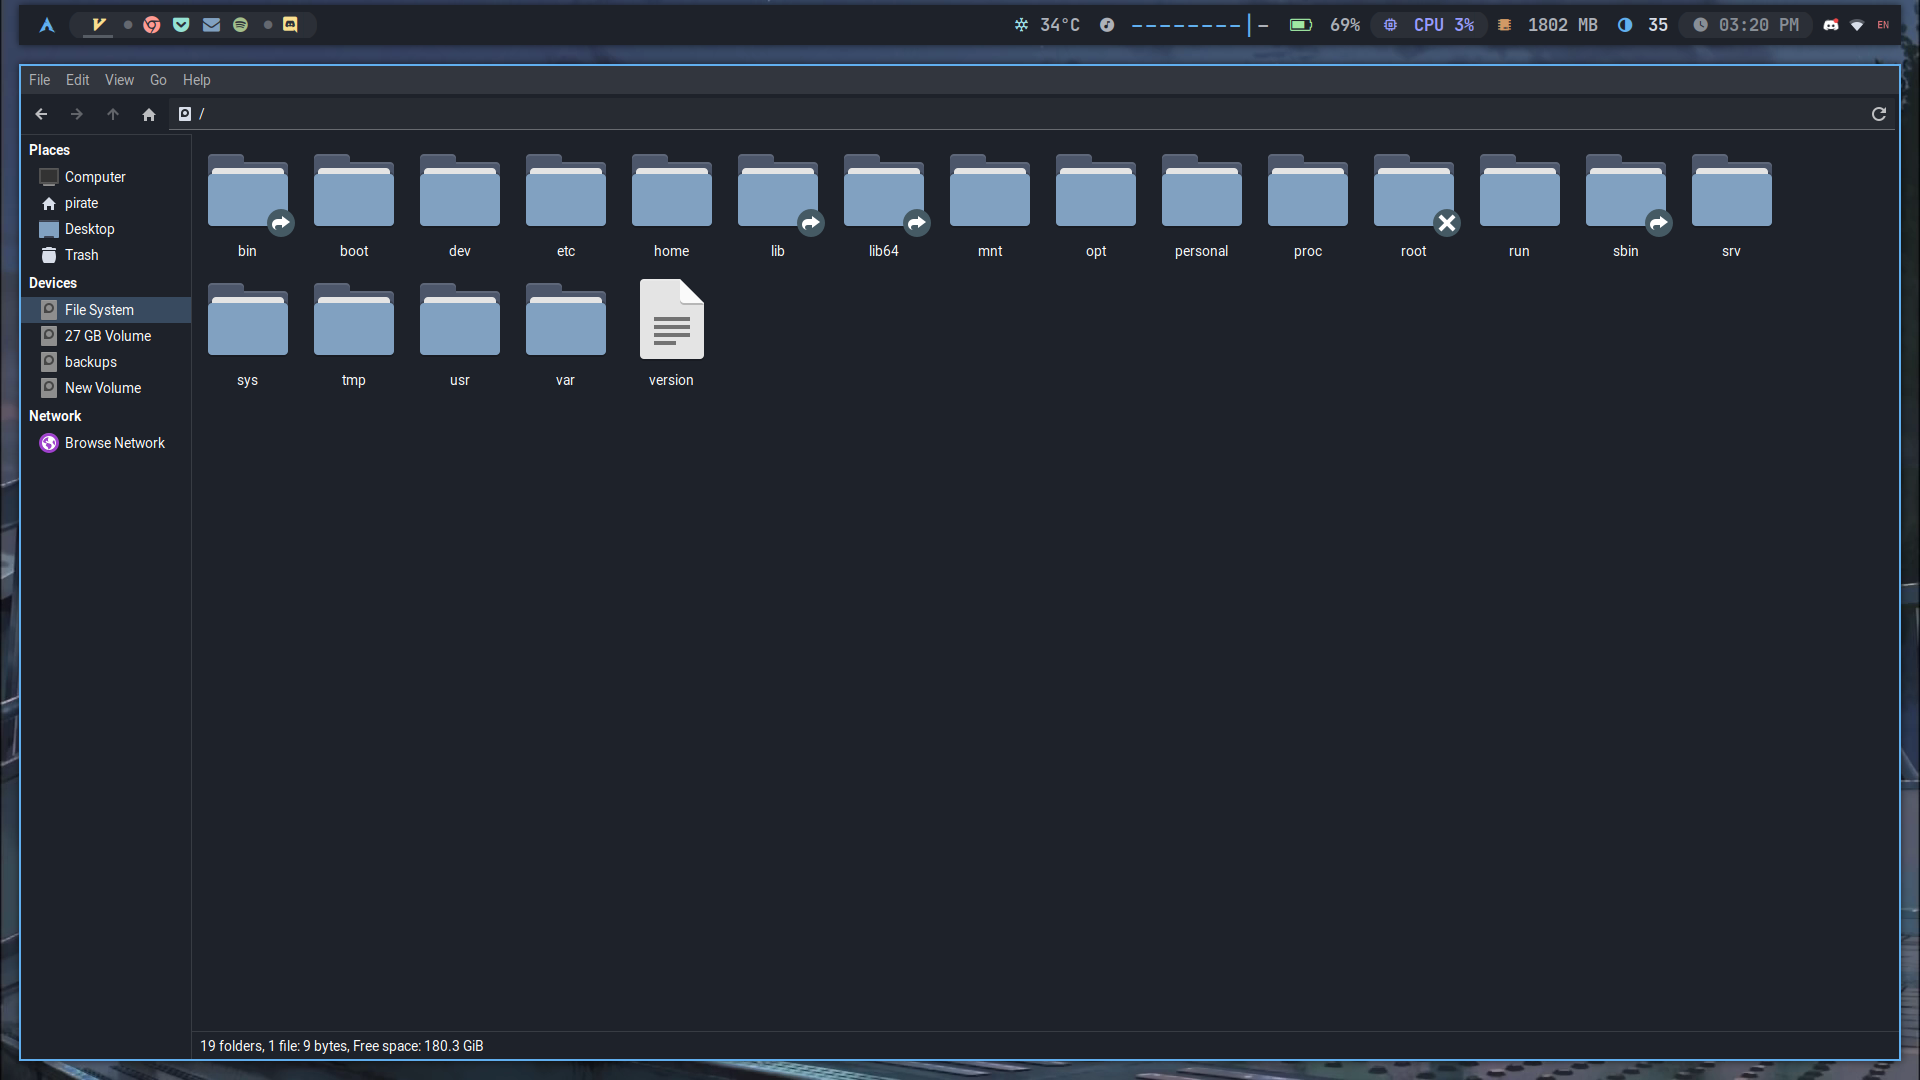 34°C 69% CPU 3% 1802 MB 35 03:20 PM EN
File Edit View Go Help
/
Places
Computer
pirate
Desktop
Trash
Devices
File System
27 GB Volume
backups
New Volume
Network
Browse Network
bin boot dev etc home lib lib64 mnt opt personal proc root run sbin srv
sys tmp usr var version
19 folders, 1 file: 9 bytes, Free space: 180.3 GiB